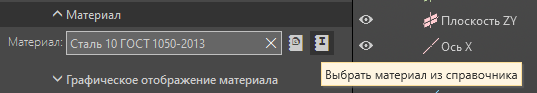 Материал
Материал: Сталь 10 ГОСТ 1050-2013
Графическое отображение материала
Плоскость ZY
Ось X
Выбрать материал из справочника